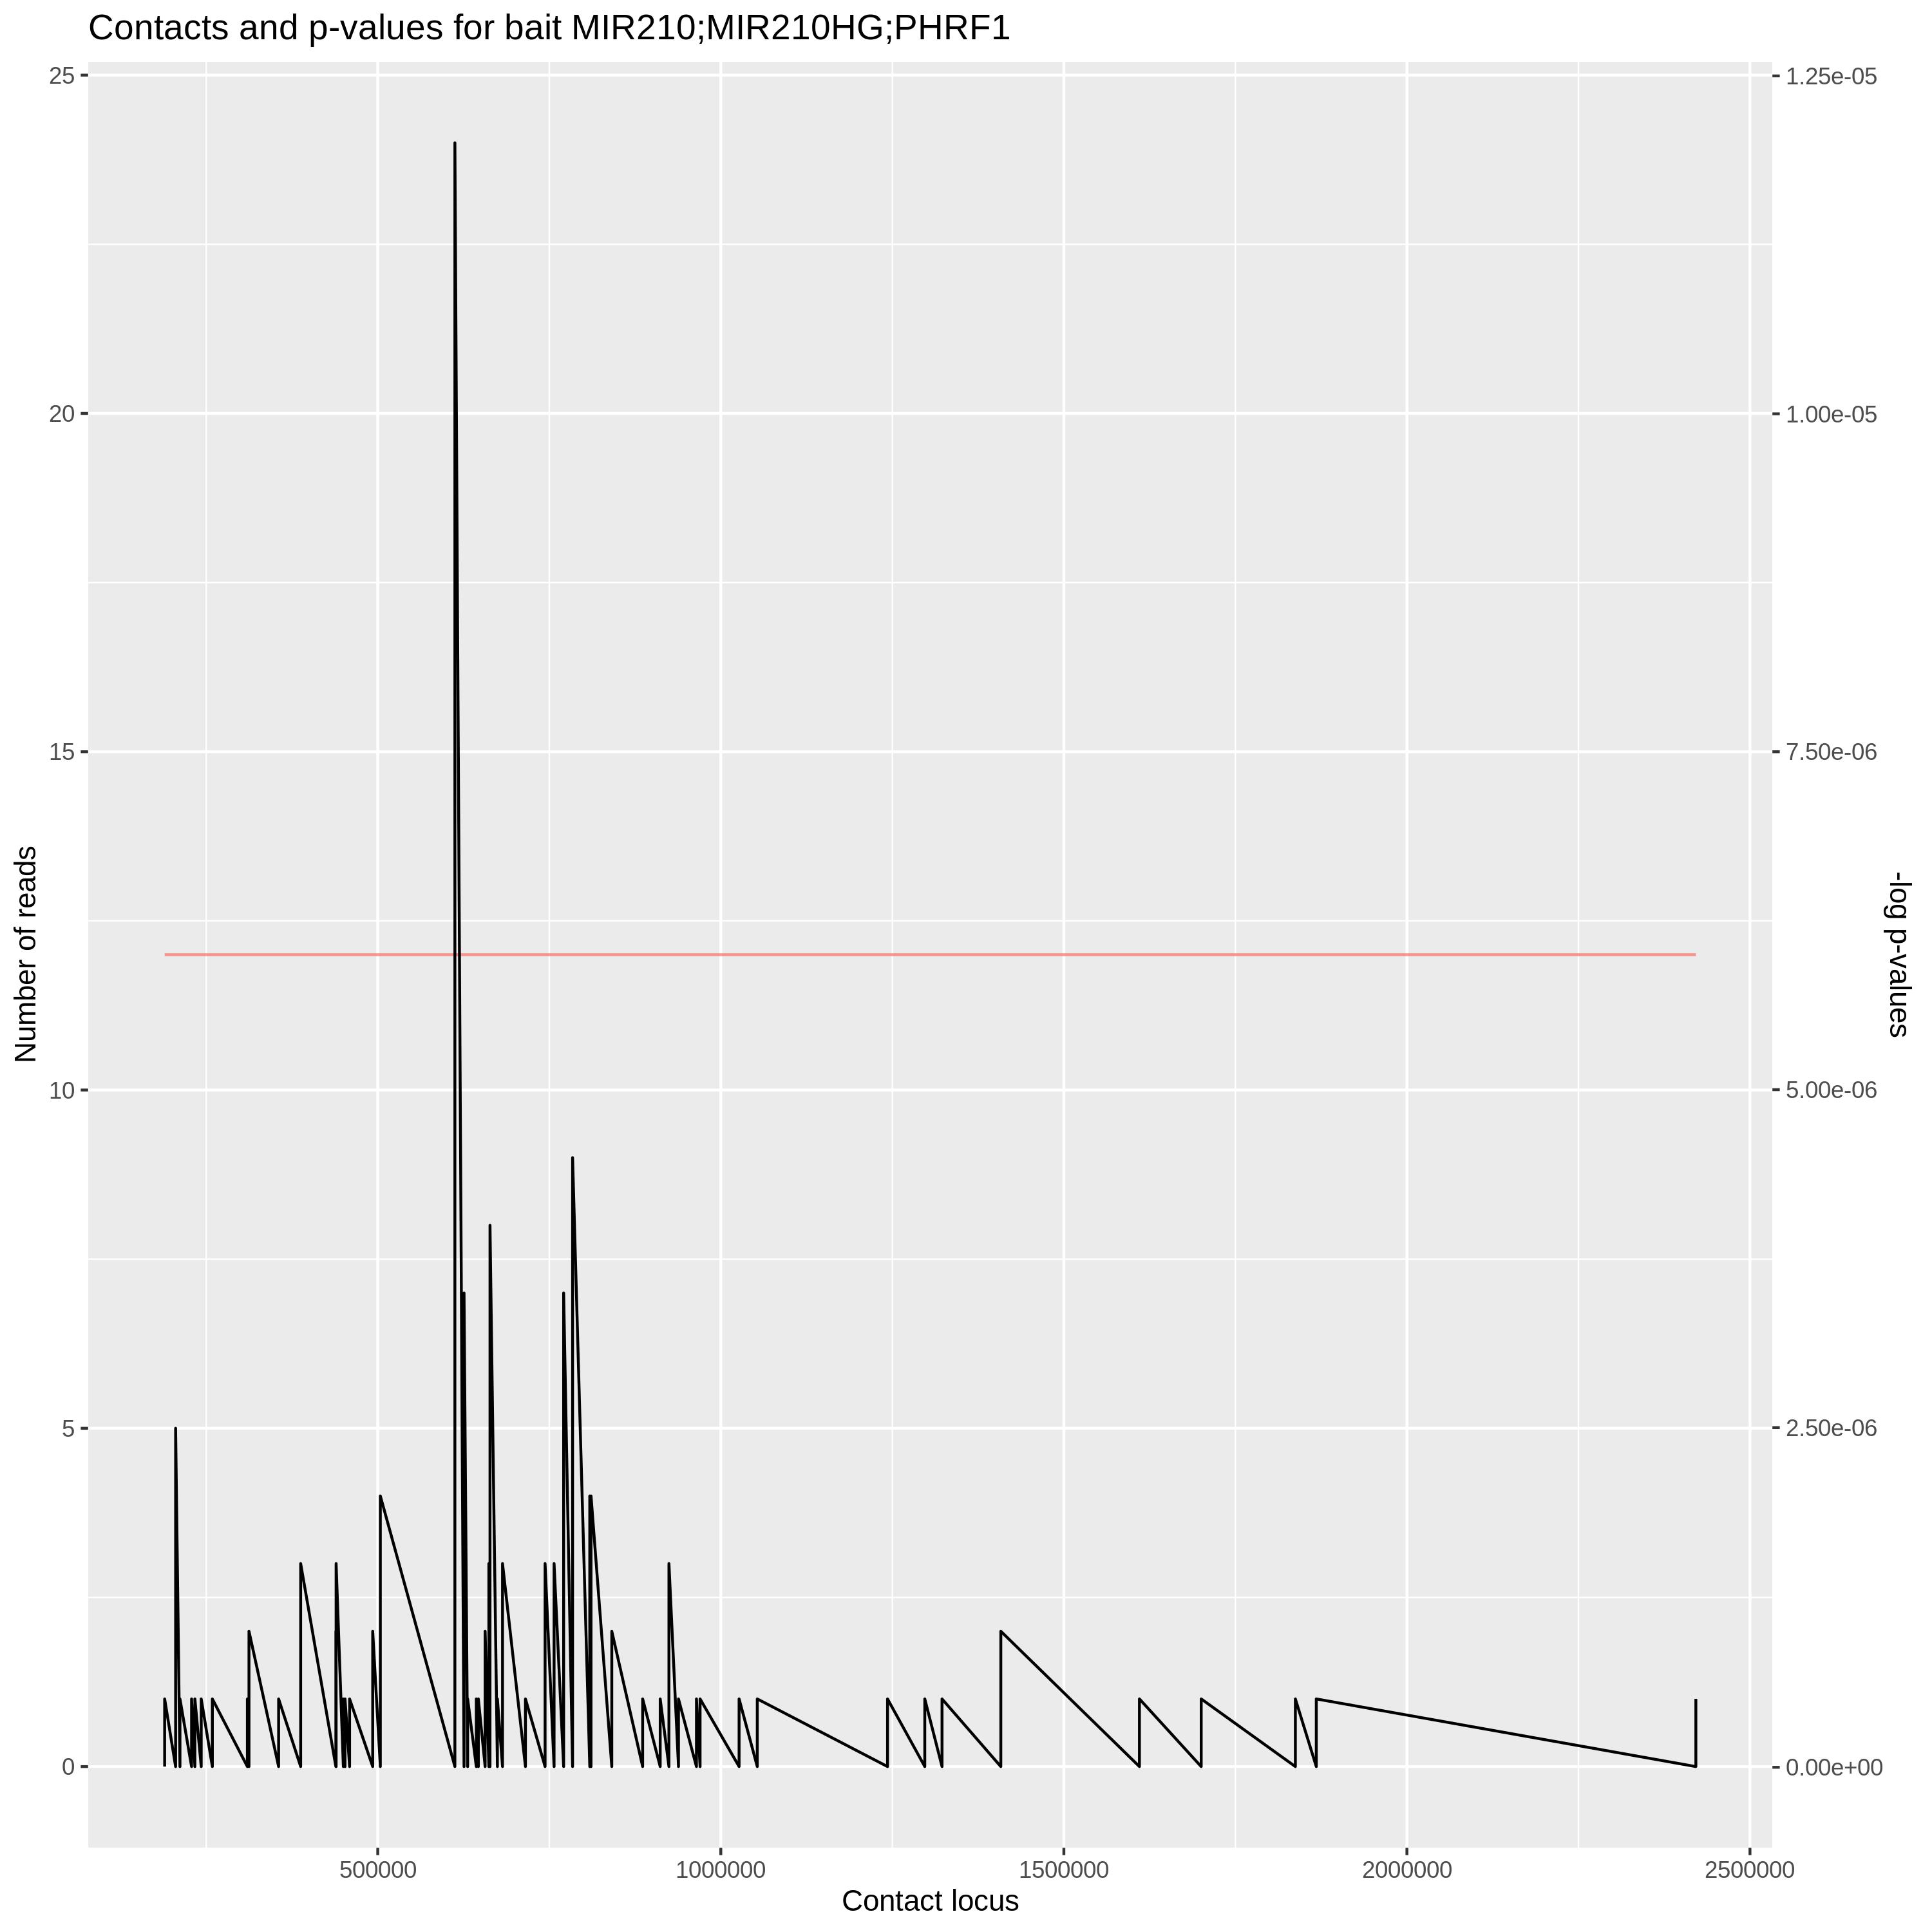 Contacts and p-values for bait MIR210;MIR210HG;PHRF1
25
20
15
10
5
0
Number of reads
1.25e-05
1.00e-05
7.50e-06
5.00e-06
2.50e-06
0.00e+00
-log p-values
500000
1000000
1500000
2000000
2500000
Contact locus